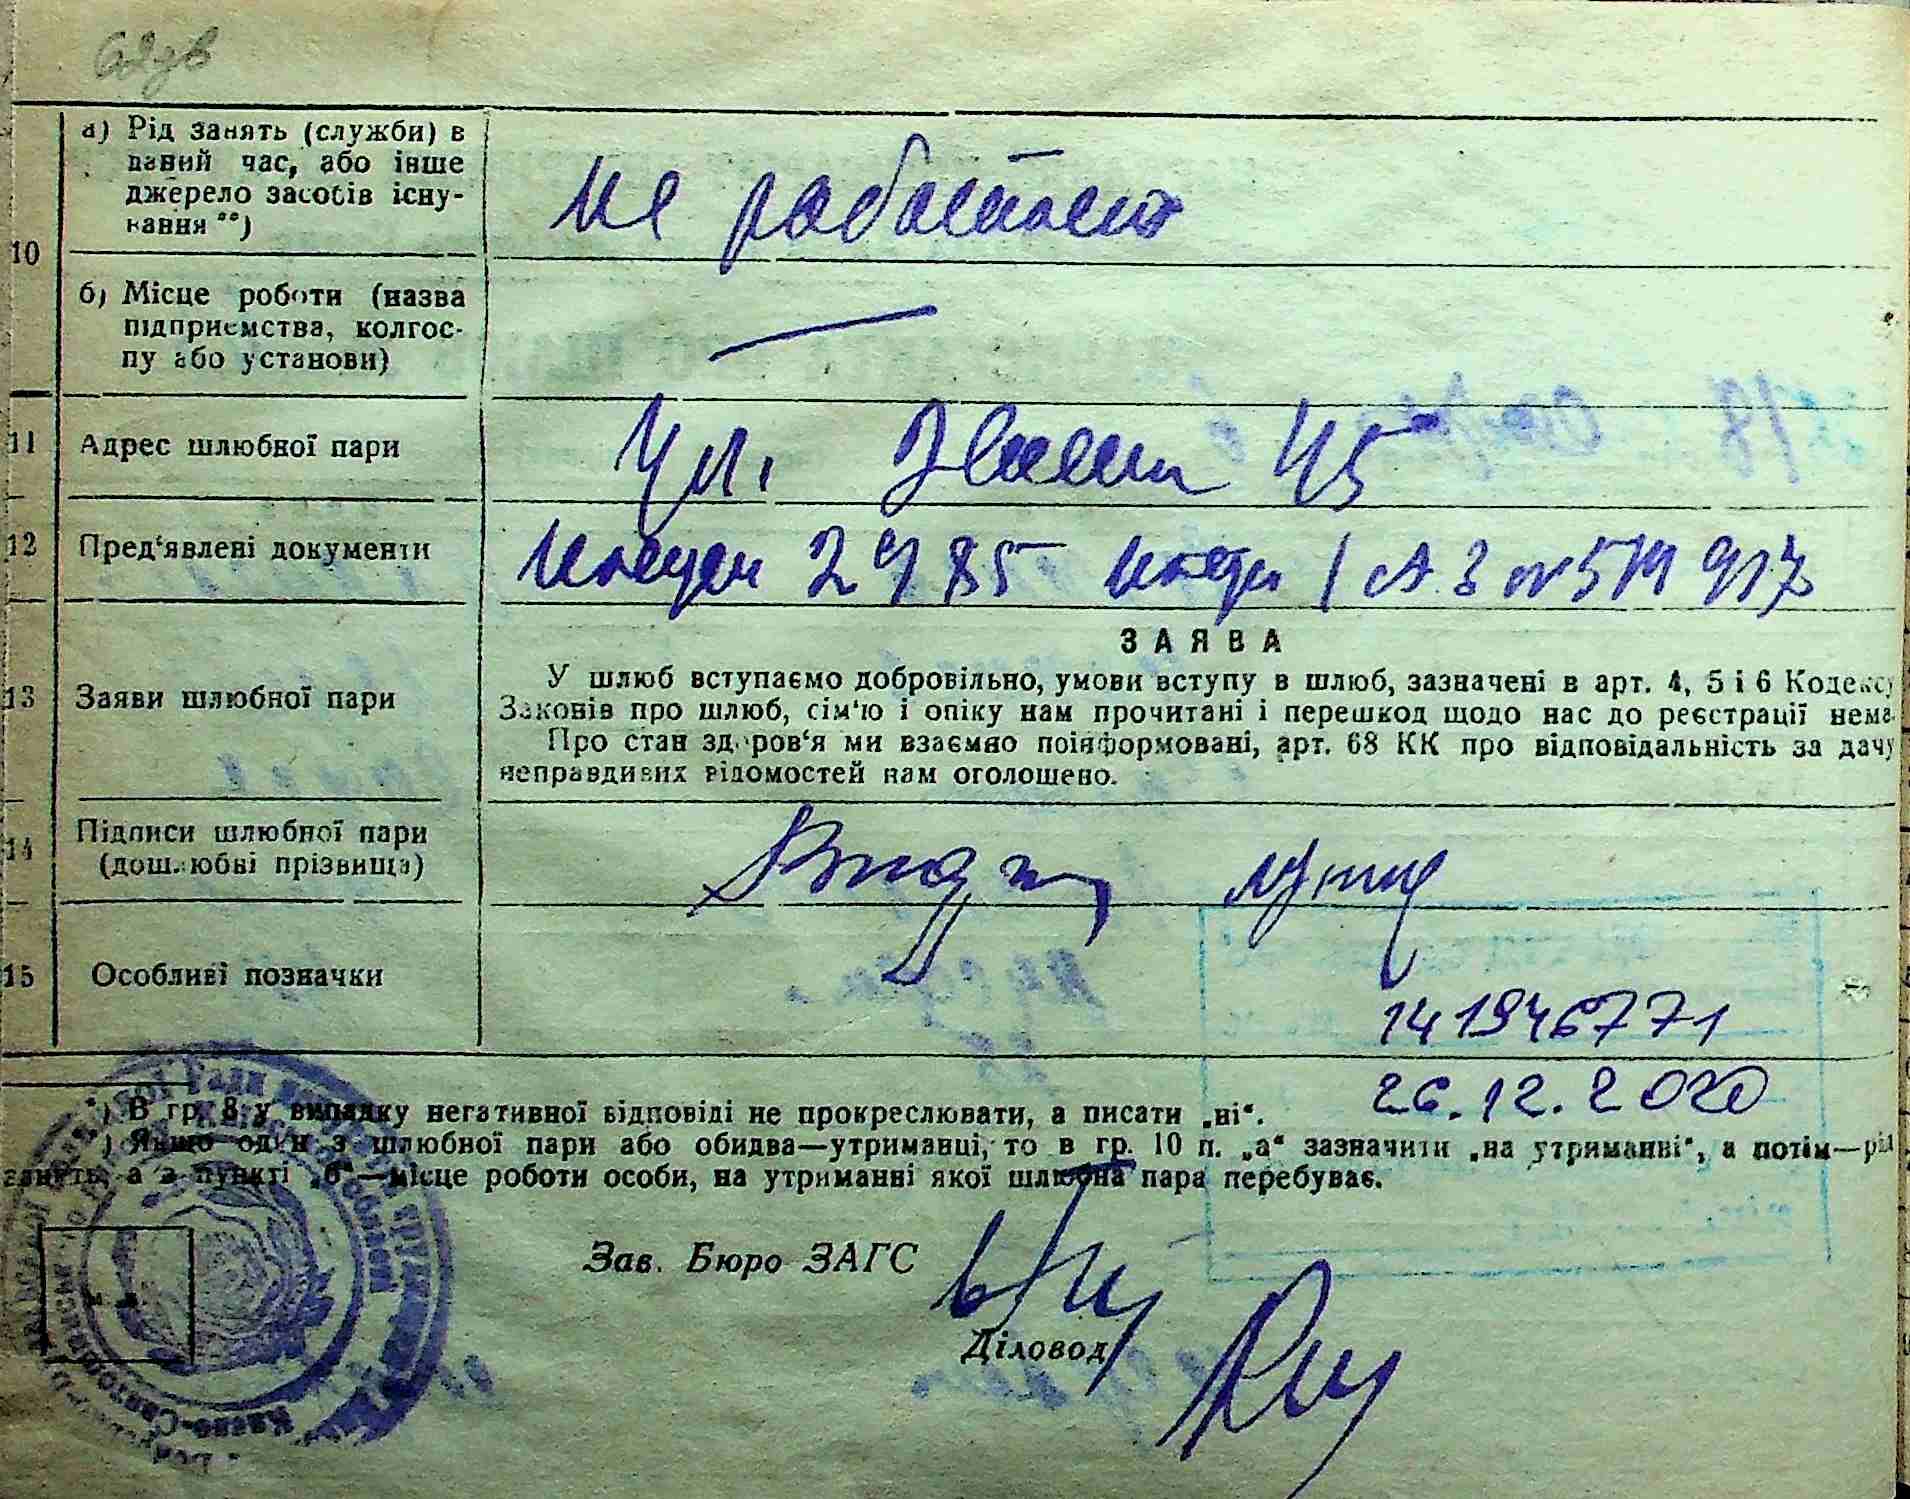 10
а) Рід занять (служби) в
даний час, або інше
джерело засобів існу-
вання **)
не работает
б) Місце роботи (назва
підприємства, колгос-
пу або установи)
11
Адрес шлюбної пари
ул. 45
12
Пред'явлені документи
2985 1
13
Заяви шлюбної пари
ЗАЯВА
У шлюб вступаємо добровільно, умови вступу в шлюб, зазначені в арт. 4, 5 і 6 Кодексу
Законів про шлюб, сім'ю і опіку нам прочитані і перешкод щодо нас до реєстрації нема.
Про стан здоров'я ми взаємно поінформовані, арт. 68 КК про відповідальність за дачу
неправдивих відомостей нам оголошено.
14
Підписи шлюбної пари
(дошлюбні прізвища)
15
Особливі позначки
141946771
26.12.2020
*) В гр. 8 у випадку негативної відповіді не прокреслювати, а писати „ні“.
) Якщо один з шлюбної пари або обидва—утриманці, то в гр. 10 п. „а“ зазначити „на утриманні“, а потім—рід
занять, а в пункті „б“—місце роботи особи, на утриманні якої шлюбна пара перебуває.
Зав. Бюро ЗАГС
Діловод